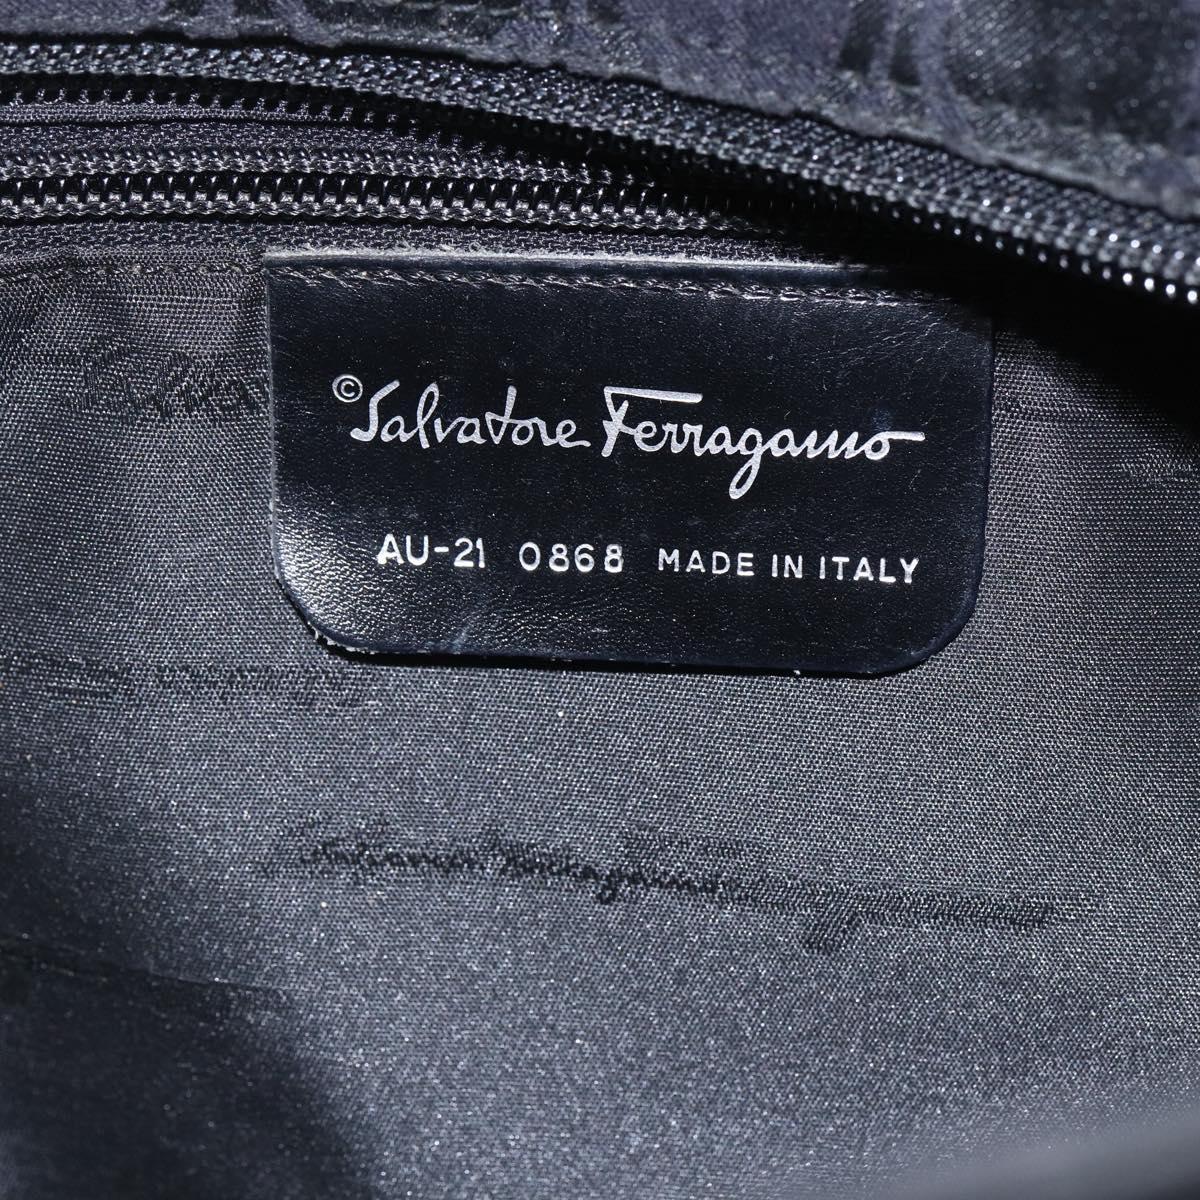 ©Salvatore Ferragamo
AU-21 0868 MADE IN ITALY